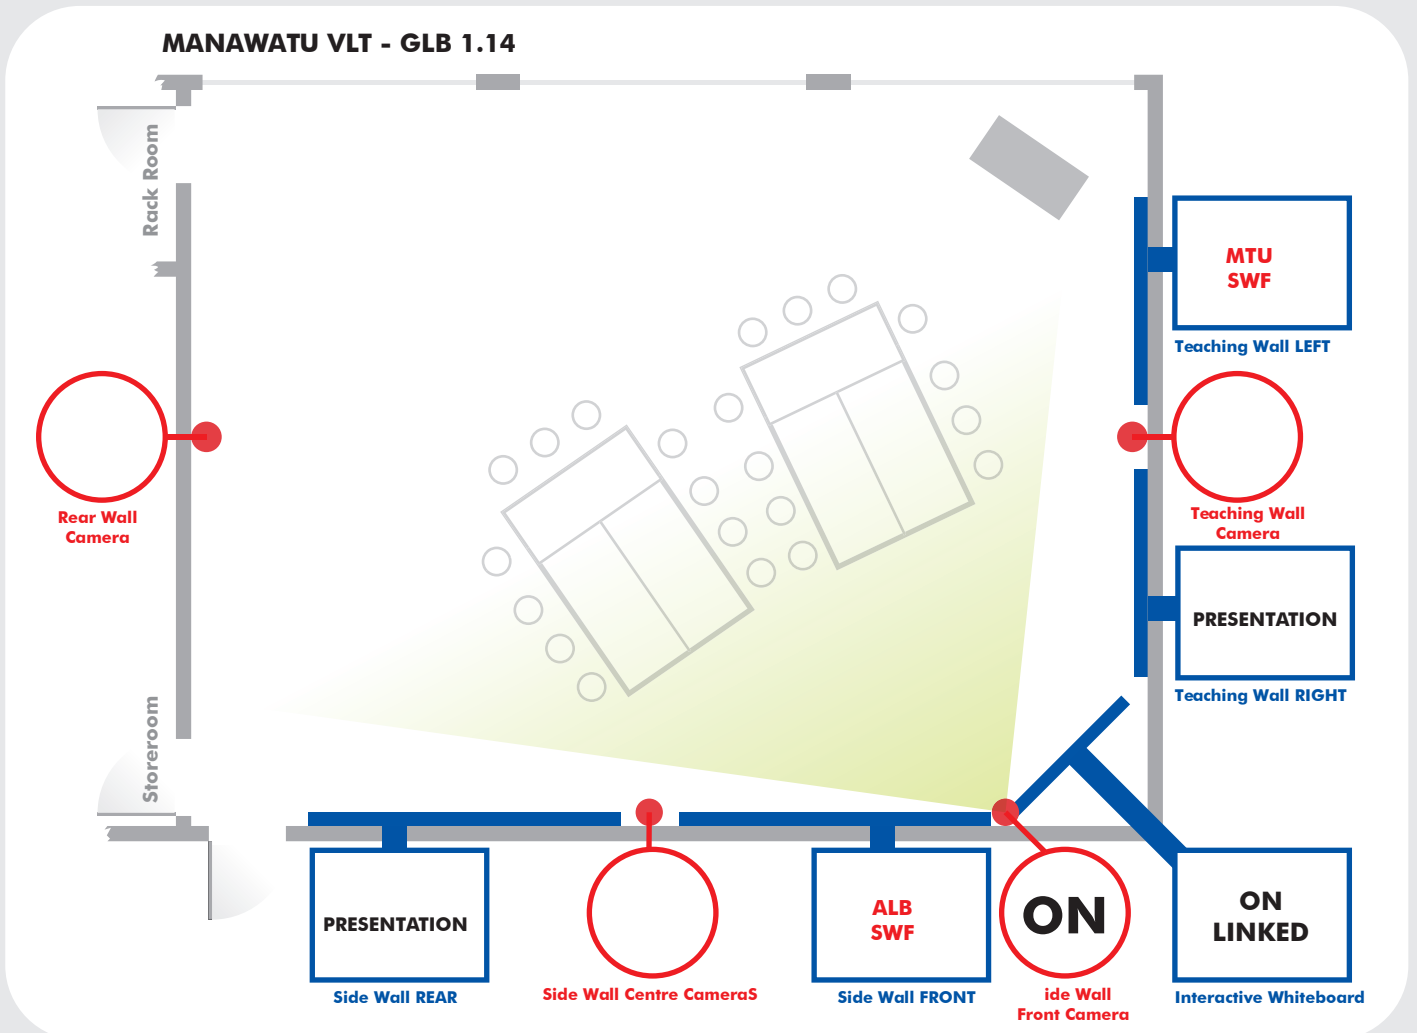 MANAWATU VLT - GLB 1.14
Rack Room
MTU
SWF
Teaching Wall LEFT
Rear Wall
Camera
Teaching Wall
Camera
PRESENTATION
Teaching Wall RIGHT
Storeroom
PRESENTATION
Side Wall REAR
Side Wall Centre CameraS
ALB
SWF
Side Wall FRONT
ON
ide Wall
Front Camera
ON
LINKED
Interactive Whiteboard